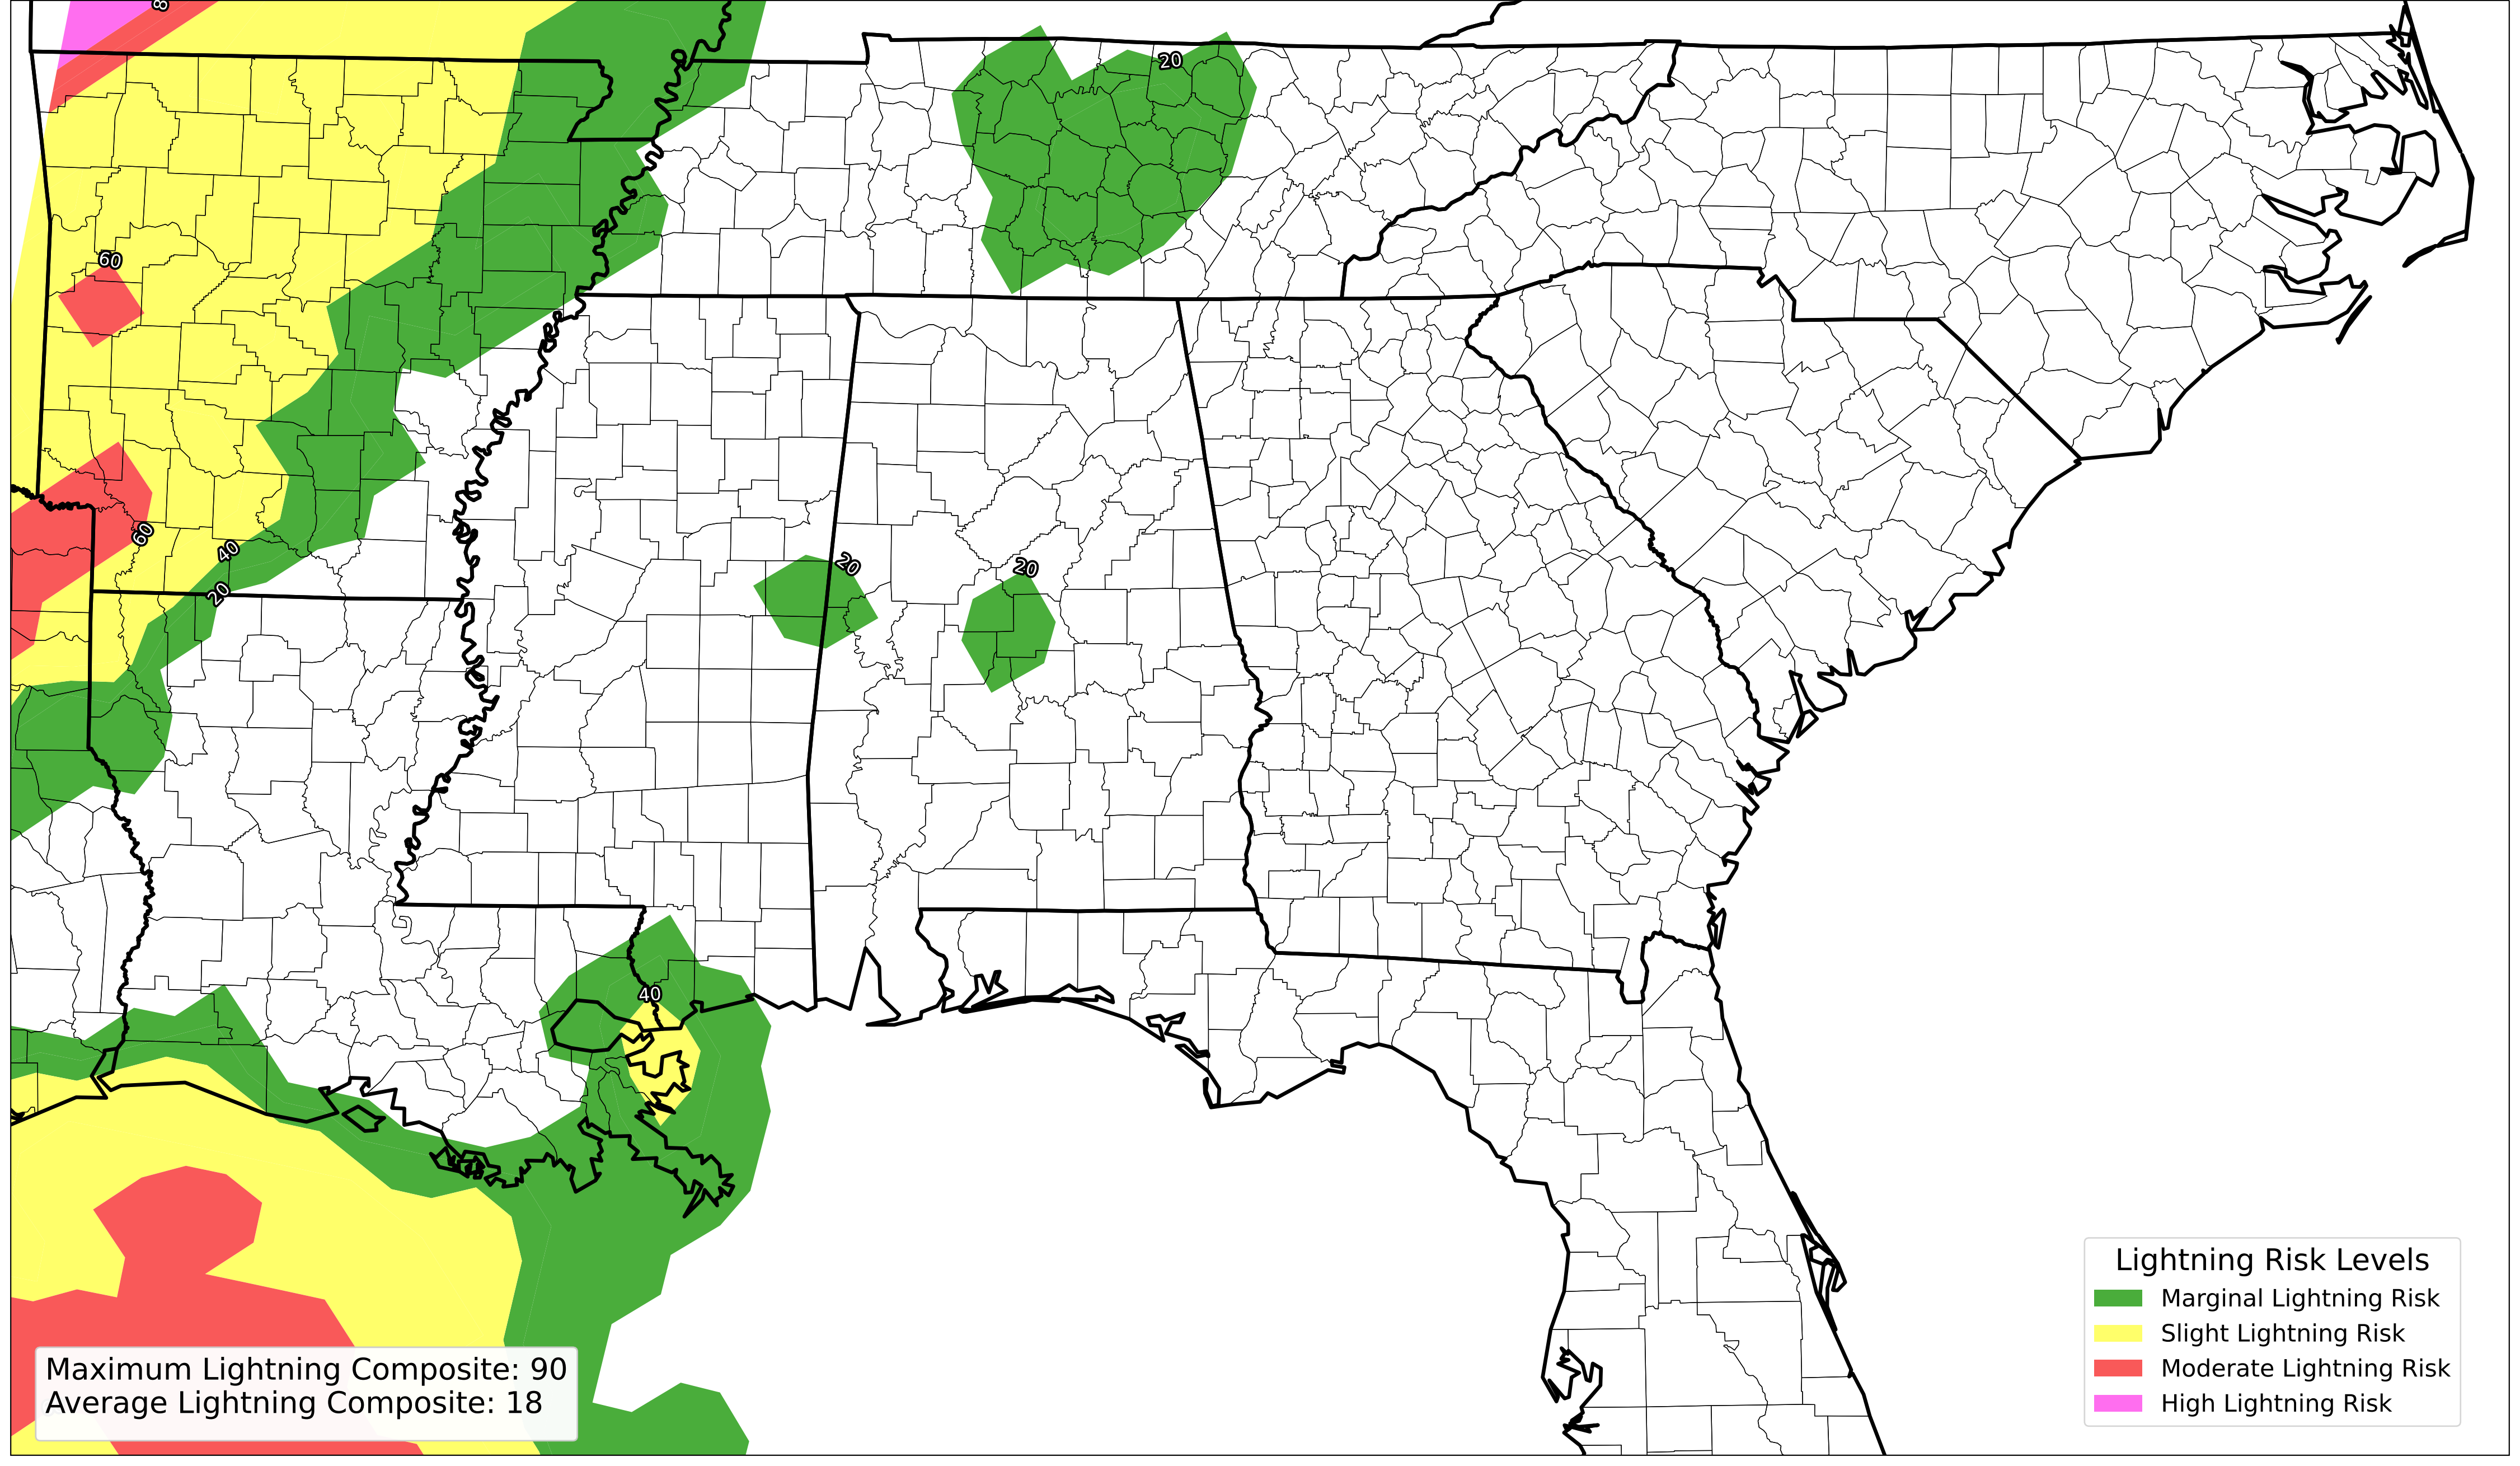 8
20
60
60
40
20
20
20
40
Lightning Risk Levels
Marginal Lightning Risk
Slight Lightning Risk
Moderate Lightning Risk
High Lightning Risk
Maximum Lightning Composite: 90
Average Lightning Composite: 18